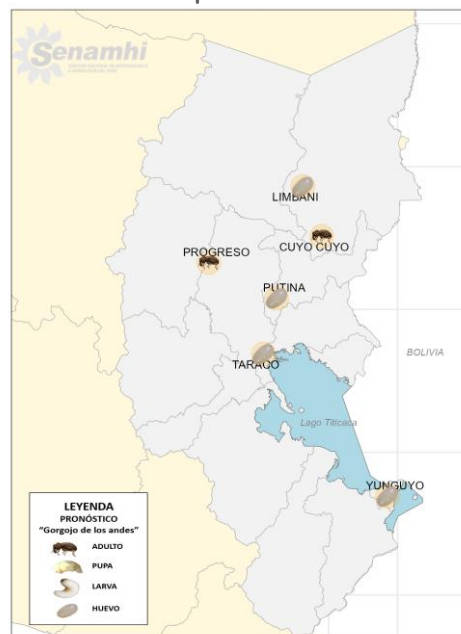 Senamhi
LIMBANI
CUYO CUYO
PROGRESO
PUTINA
TARACO
BOLIVIA
Lago Titicaca
YUNGUYO
LEYENDA
PRONÓSTICO
"Gorgojo de los andes"
ADULTO
PUPA
LARVA
HUEVO